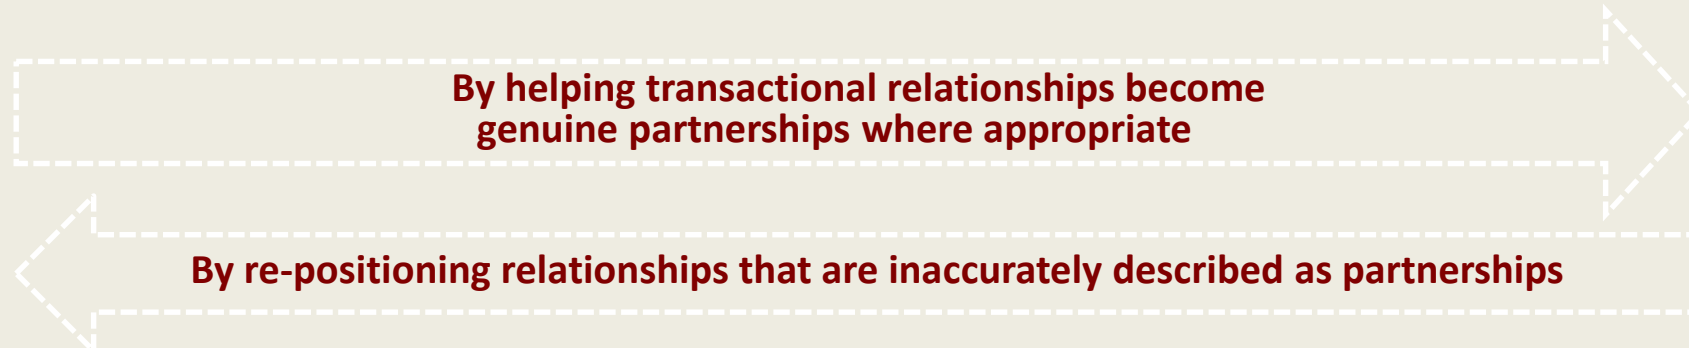 By helping transactional relationships become
genuine partnerships where appropriate
By re-positioning relationships that are inaccurately described as partnerships